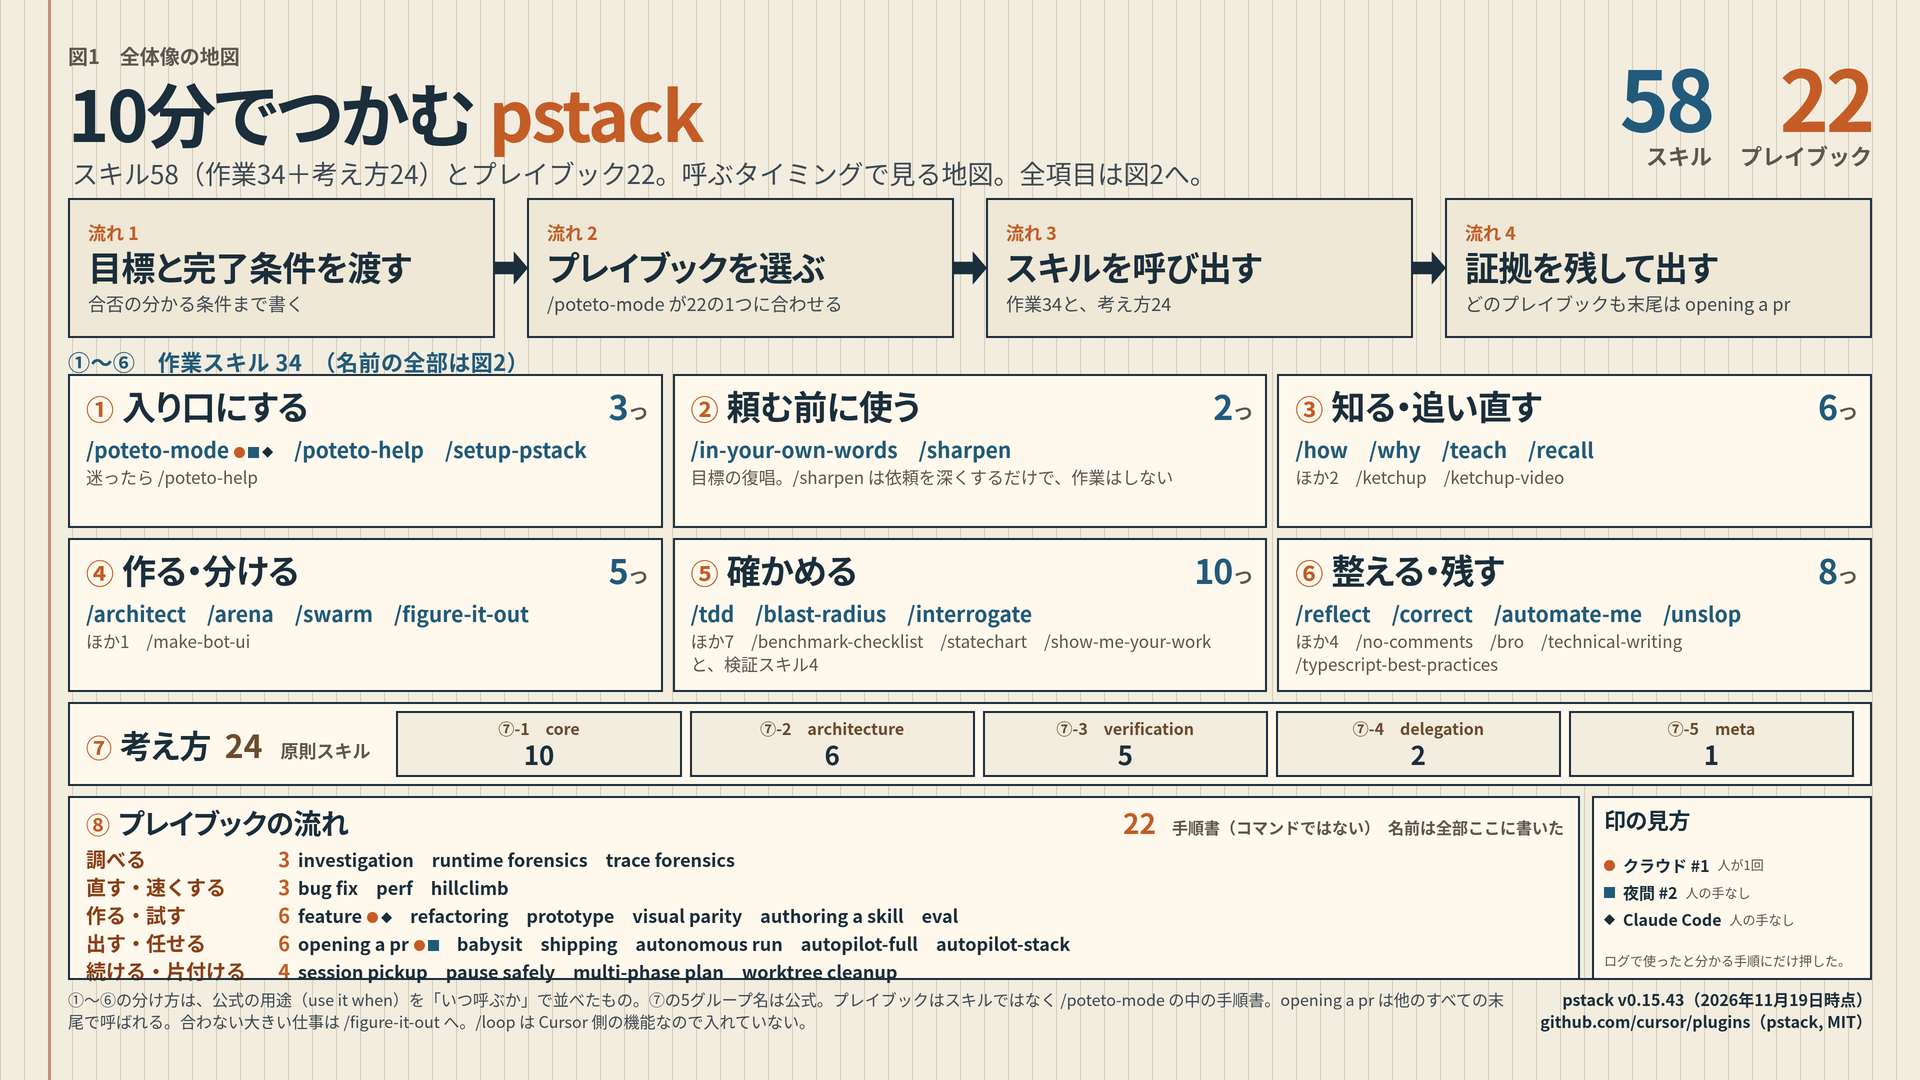 図1　全体像の地図
10分でつかむ pstack
スキル58（作業34＋考え方24）とプレイブック22。呼ぶタイミングで見る地図。全項目は図2へ。
58 スキル
22 プレイブック
流れ 1
目標と完了条件を渡す
合否の分かる条件まで書く
流れ 2
プレイブックを選ぶ
/poteto-mode が22の1つに合わせる
流れ 3
スキルを呼び出す
作業34と、考え方24
流れ 4
証拠を残して出す
どのプレイブックも末尾は opening a pr
①〜⑥　作業スキル 34　（名前の全部は図2）
① 入り口にする 3つ
/poteto-mode ●■◆　/poteto-help　/setup-pstack
迷ったら /poteto-help
② 頼む前に使う 2つ
/in-your-own-words　/sharpen
目標の復唱。/sharpen は依頼を深くするだけで、作業はしない
③ 知る・追い直す 6つ
/how　/why　/teach　/recall
ほか2　/ketchup　/ketchup-video
④ 作る・分ける 5つ
/architect　/arena　/swarm　/figure-it-out
ほか1　/make-bot-ui
⑤ 確かめる 10つ
/tdd　/blast-radius　/interrogate
ほか7　/benchmark-checklist　/statechart　/show-me-your-work
と、検証スキル4
⑥ 整える・残す 8つ
/reflect　/correct　/automate-me　/unslop
ほか4　/no-comments　/bro　/technical-writing
/typescript-best-practices
⑦ 考え方 24 原則スキル
⑦-1　core
10
⑦-2　architecture
6
⑦-3　verification
5
⑦-4　delegation
2
⑦-5　meta
1
⑧ プレイブックの流れ
22　手順書（コマンドではない）　名前は全部ここに書いた
調べる 3 investigation　runtime forensics　trace forensics
直す・速くする 3 bug fix　perf　hillclimb
作る・試す 6 feature ●◆　refactoring　prototype　visual parity　authoring a skill　eval
出す・任せる 6 opening a pr ●■　babysit　shipping　autonomous run　autopilot-full　autopilot-stack
続ける・片付ける 4 session pickup　pause safely　multi-phase plan　worktree cleanup
印の見方
● クラウド #1 人が1回
■ 夜間 #2 人の手なし
◆ Claude Code 人の手なし
ログで使ったと分かる手順にだけ押した。
①〜⑥の分け方は、公式の用途（use it when）を「いつ呼ぶか」で並べたもの。⑦の5グループ名は公式。プレイブックはスキルではなく /poteto-mode の中の手順書。opening a pr は他のすべての末
尾で呼ばれる。合わない大きい仕事は /figure-it-out へ。/loop は Cursor 側の機能なので入れていない。
pstack v0.15.43（2026年11月19日時点）
github.com/cursor/plugins（pstack, MIT）